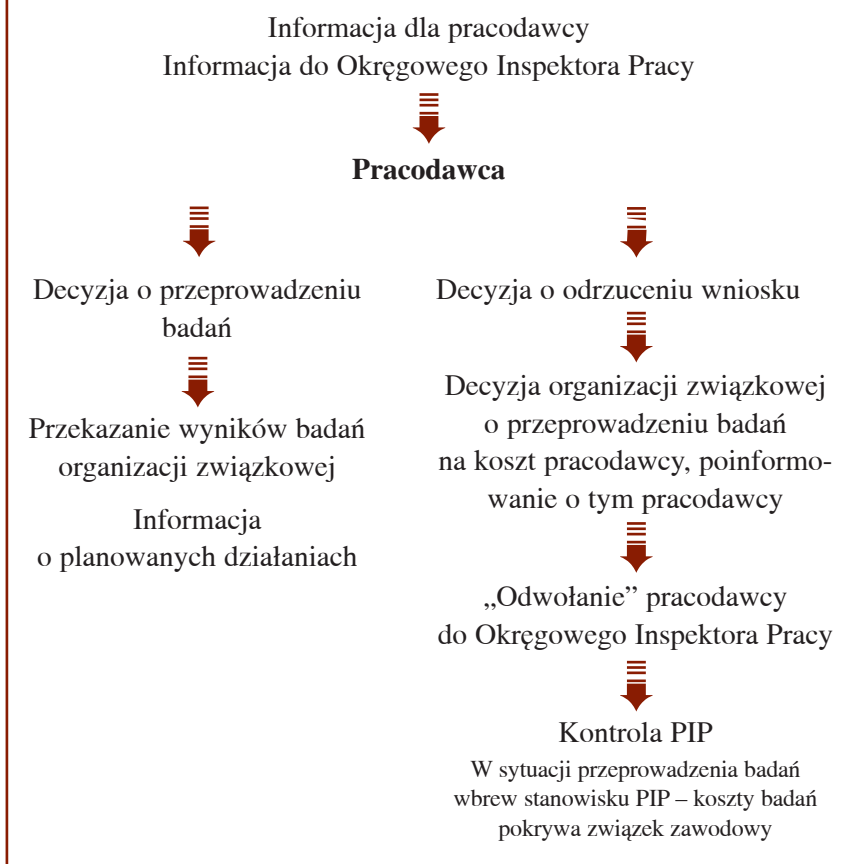 Informacja dla pracodawcy
Informacja do Okręgowego Inspektora Pracy
Pracodawca
Decyzja o przeprowadzeniu
badań
Przekazanie wyników badań
organizacji związkowej
Informacja
o planowanych działaniach
Decyzja o odrzuceniu wniosku
Decyzja organizacji związkowej
o przeprowadzeniu badań
na koszt pracodawcy, poinformo-
wanie o tym pracodawcy
„Odwołanie” pracodawcy
do Okręgowego Inspektora Pracy
Kontrola PIP
W sytuacji przeprowadzenia badań
wbrew stanowisku PIP – koszty badań
pokrywa związek zawodowy